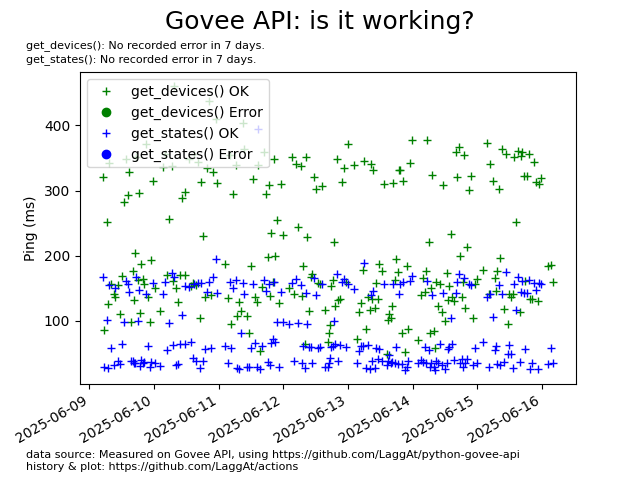 Govee API: is it working?
get_devices(): No recorded error in 7 days.
get_states(): No recorded error in 7 days.
get_devices() OK
get_devices() Error
get_states() OK
get_states() Error
Ping (ms)
400
300
200
100
2025-06-09
2025-06-10
2025-06-11
2025-06-12
2025-06-13
2025-06-14
2025-06-15
2025-06-16
data source: Measured on Govee API, using https://github.com/LaggAt/python-govee-api
history & plot: https://github.com/LaggAt/actions